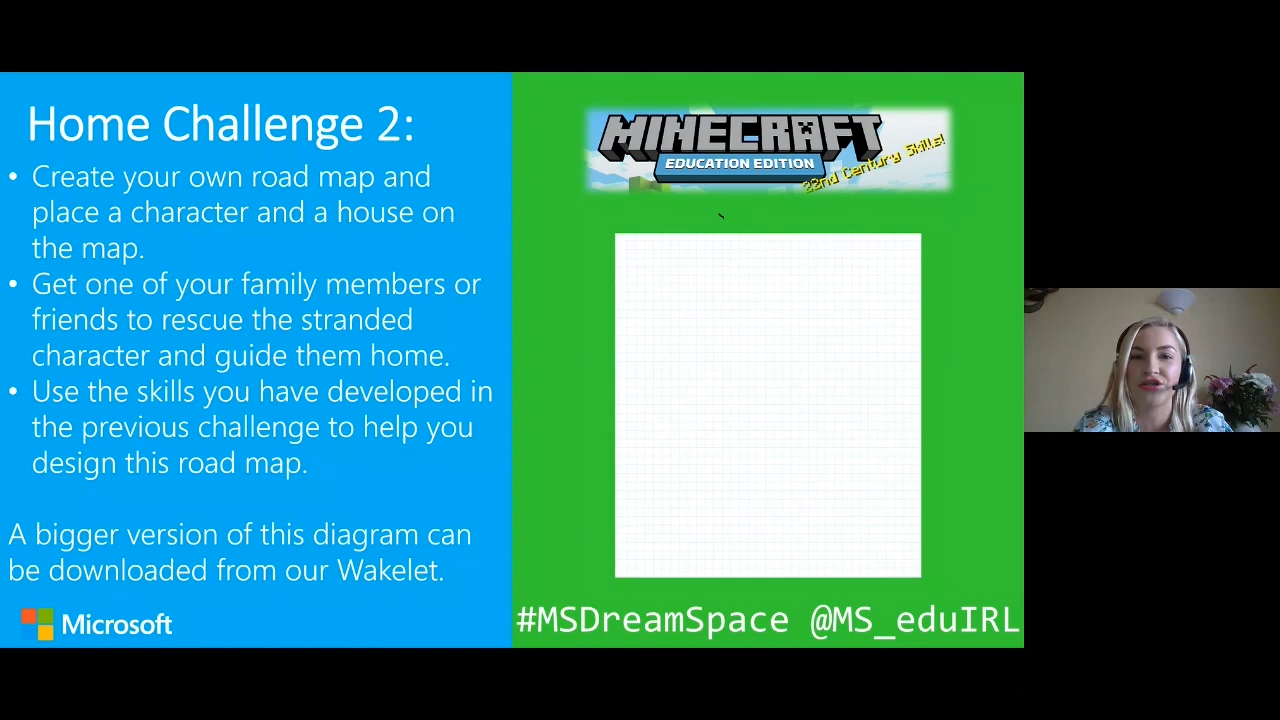 Home Challenge 2:
• Create your own road map and
place a character and a house on
the map.
• Get one of your family members or
friends to rescue the stranded
character and guide them home.
• Use the skills you have developed in
the previous challenge to help you
design this road map.
A bigger version of this diagram can
be downloaded from our Wakelet.
Microsoft
MINECRAFT
EDUCATION EDITION
22nd Century Skills!
#MSDreamSpace @MS_eduIRL